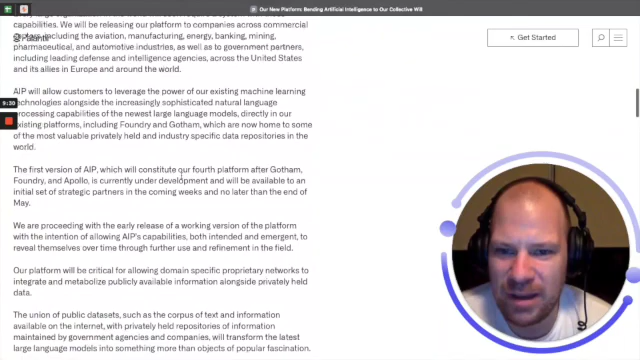 Our New Platform: Bending Artificial Intelligence to Our Collective Will
capabilities. We will be releasing our platform to companies across commercial
including the aviation, manufacturing, energy, banking, mining,
Palantir
Get Started
pharmaceutical, and automotive industries, as well as to government partners,
including leading defense and intelligence agencies, across the United States
and its allies in Europe and around the world.
AIP will allow customers to leverage the power of our existing machine learning
technologies alongside the increasingly sophisticated natural language
9:30
processing capabilities of the newest large language models, directly in our
existing platforms, including Foundry and Gotham, which are now home to some
of the most valuable privately held and industry specific data repositories in the
world.
The first version of AIP, which will constitute our fourth platform after Gotham,
Foundry, and Apollo, is currently under development and will be available to an
initial set of strategic partners in the coming weeks and no later than the end of
May.
We are proceeding with the early release of a working version of the platform
with the intention of allowing AIP's capabilities, both intended and emergent, to
to reveal themselves over time through further use and refinement in the field.
Our platform will be critical for allowing domain specific proprietary networks to
integrate and metabolize publicly available information alongside privately held
data.
The union of public datasets, such as the corpus of text and information
available on the internet, with privately held repositories of information
maintained by government agencies and companies, will transform the latest
large language models into something more than objects of popular fascination.